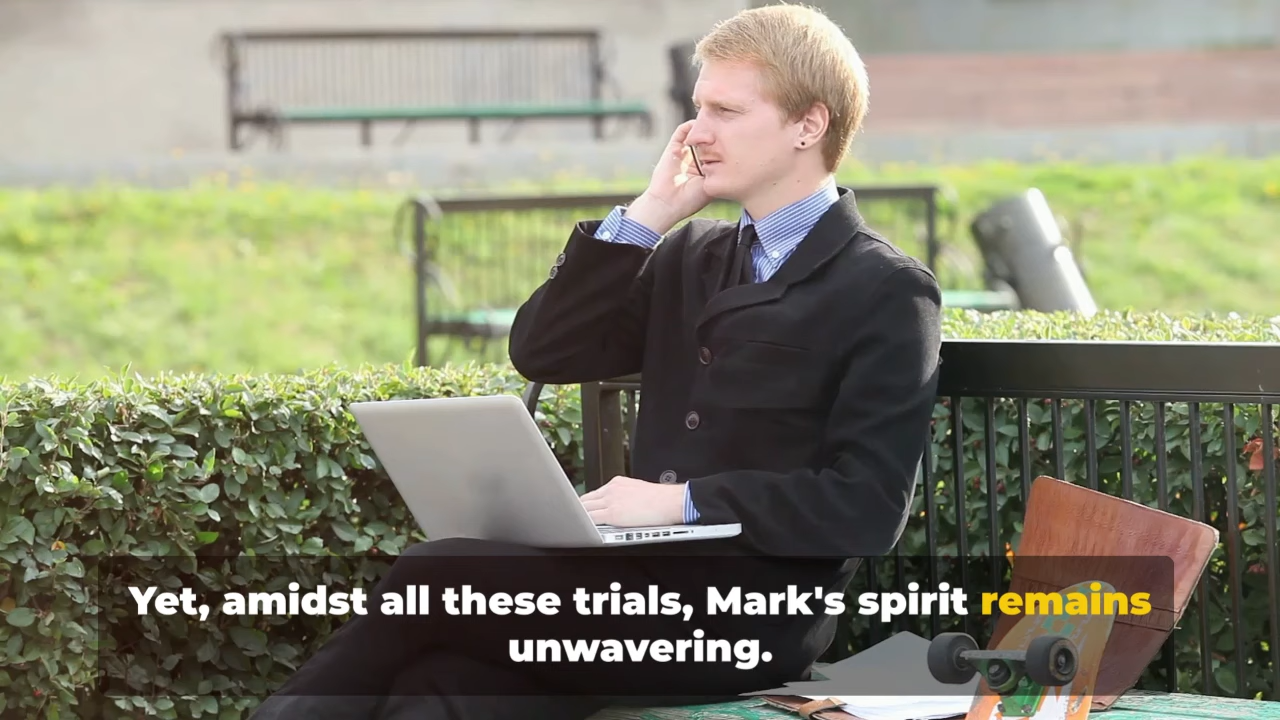 Yet, amidst all these trials, Mark's spirit remains
unwavering.